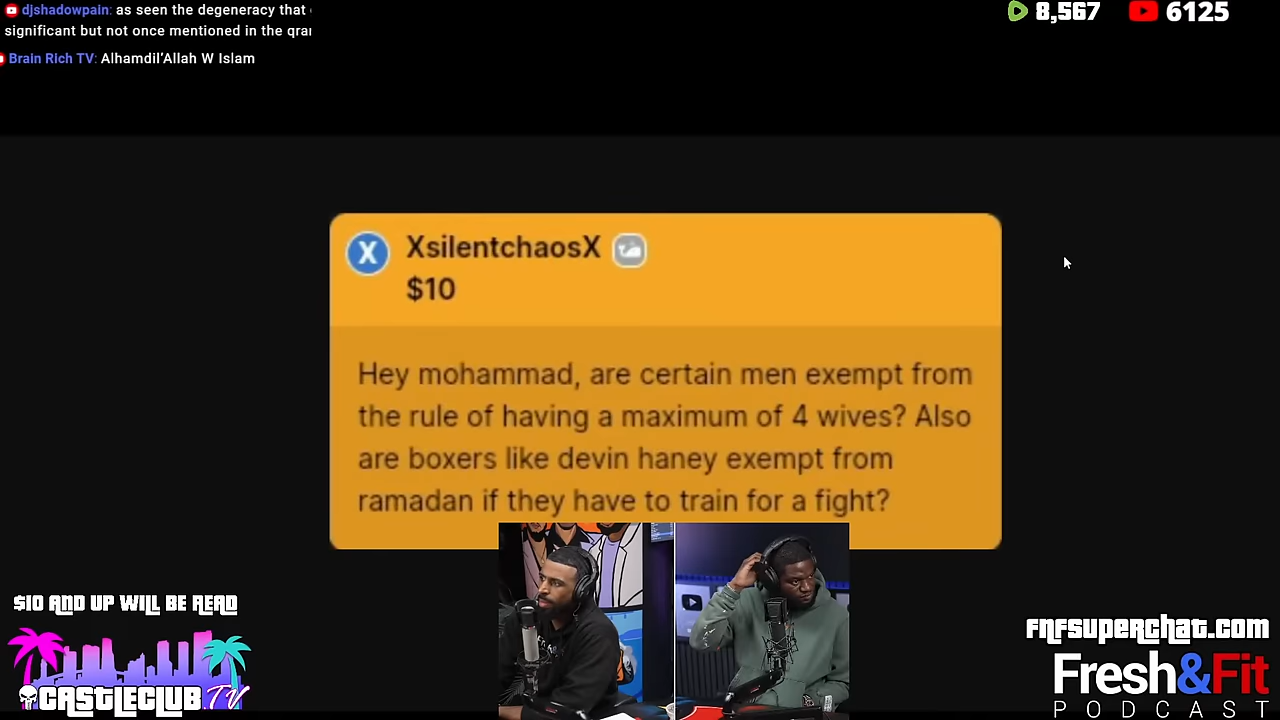 djshadowpain: as seen the degeneracy that
significant but not once mentioned in the qra
Brain Rich TV: Alhamdil'Allah W Islam
8,567
6125
X
XsilentchaosX
$10
Hey mohammad, are certain men exempt from
the rule of having a maximum of 4 wives? Also
are boxers like devin haney exempt from
ramadan if they have to train for a fight?
$10 AND UP WILL BE READ
CASTLECLUB.TV
FNFSUPERCHAT.COM
Fresh&Fit
PODCAST